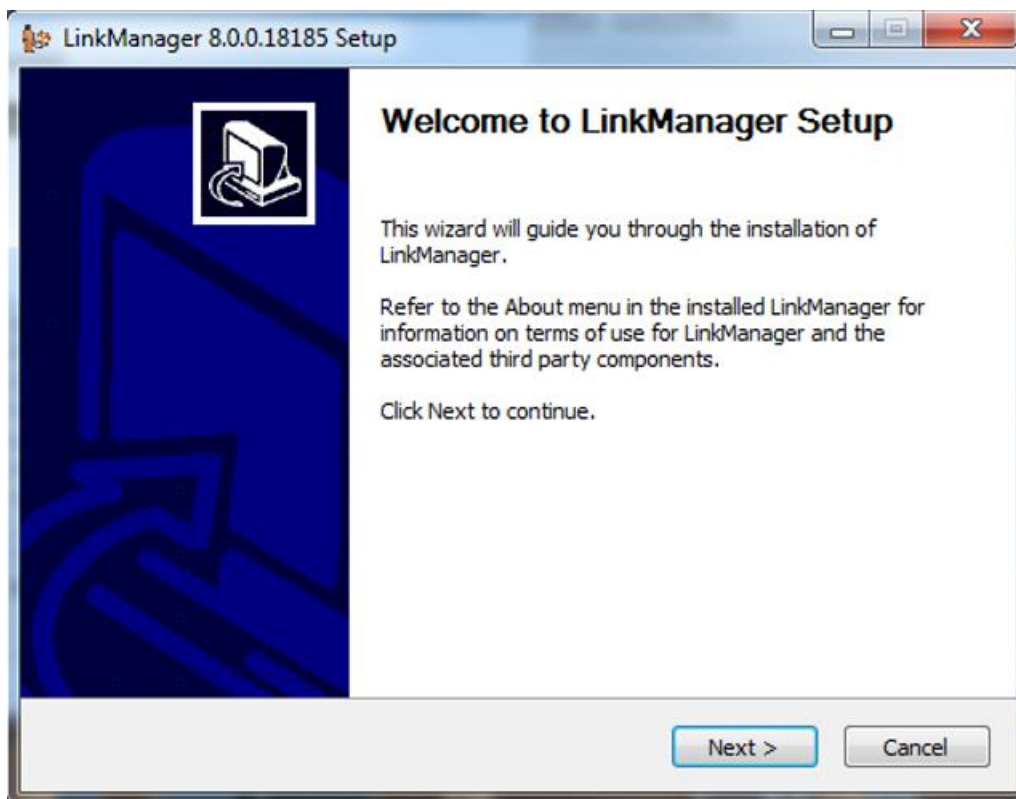 LinkManager 8.0.0.18185 Setup
Welcome to LinkManager Setup
This wizard will guide you through the installation of
LinkManager.
Refer to the About menu in the installed LinkManager for
information on terms of use for LinkManager and the
associated third party components.
Click Next to continue.
Next >
Cancel